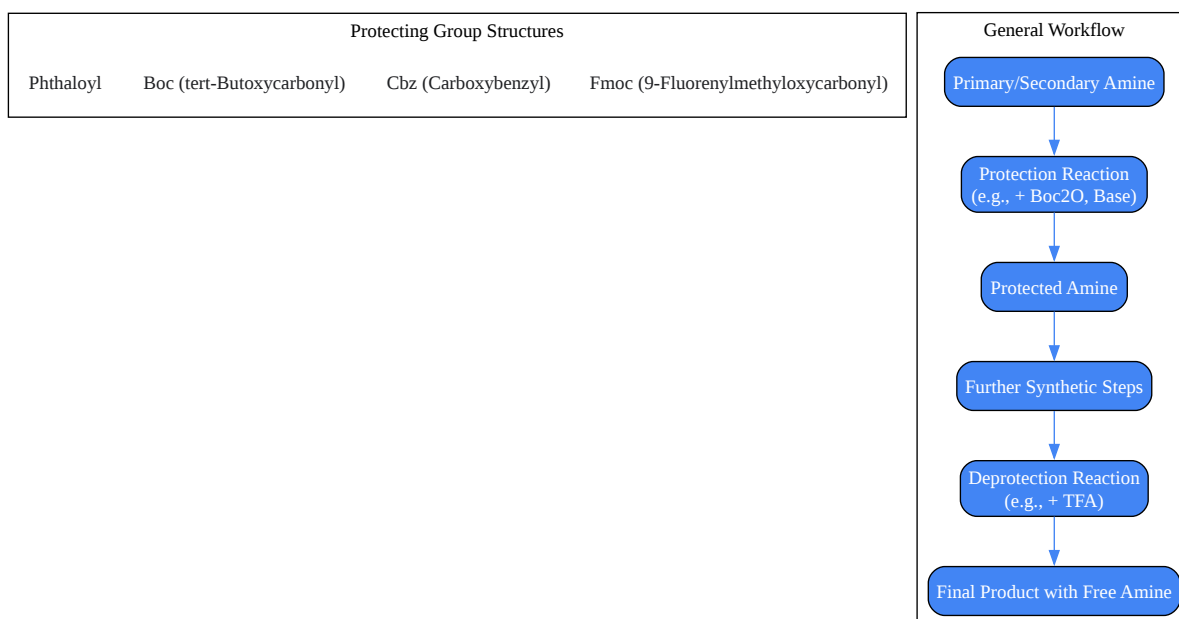 Protecting Group Structures
Phthaloyl Boc (tert-Butoxycarbonyl) Cbz (Carboxybenzyl) Fmoc (9-Fluorenylmethyloxycarbonyl)
General Workflow
Primary/Secondary Amine
Protection Reaction
(e.g., + Boc2O, Base)
Protected Amine
Further Synthetic Steps
Deprotection Reaction
(e.g., + TFA)
Final Product with Free Amine